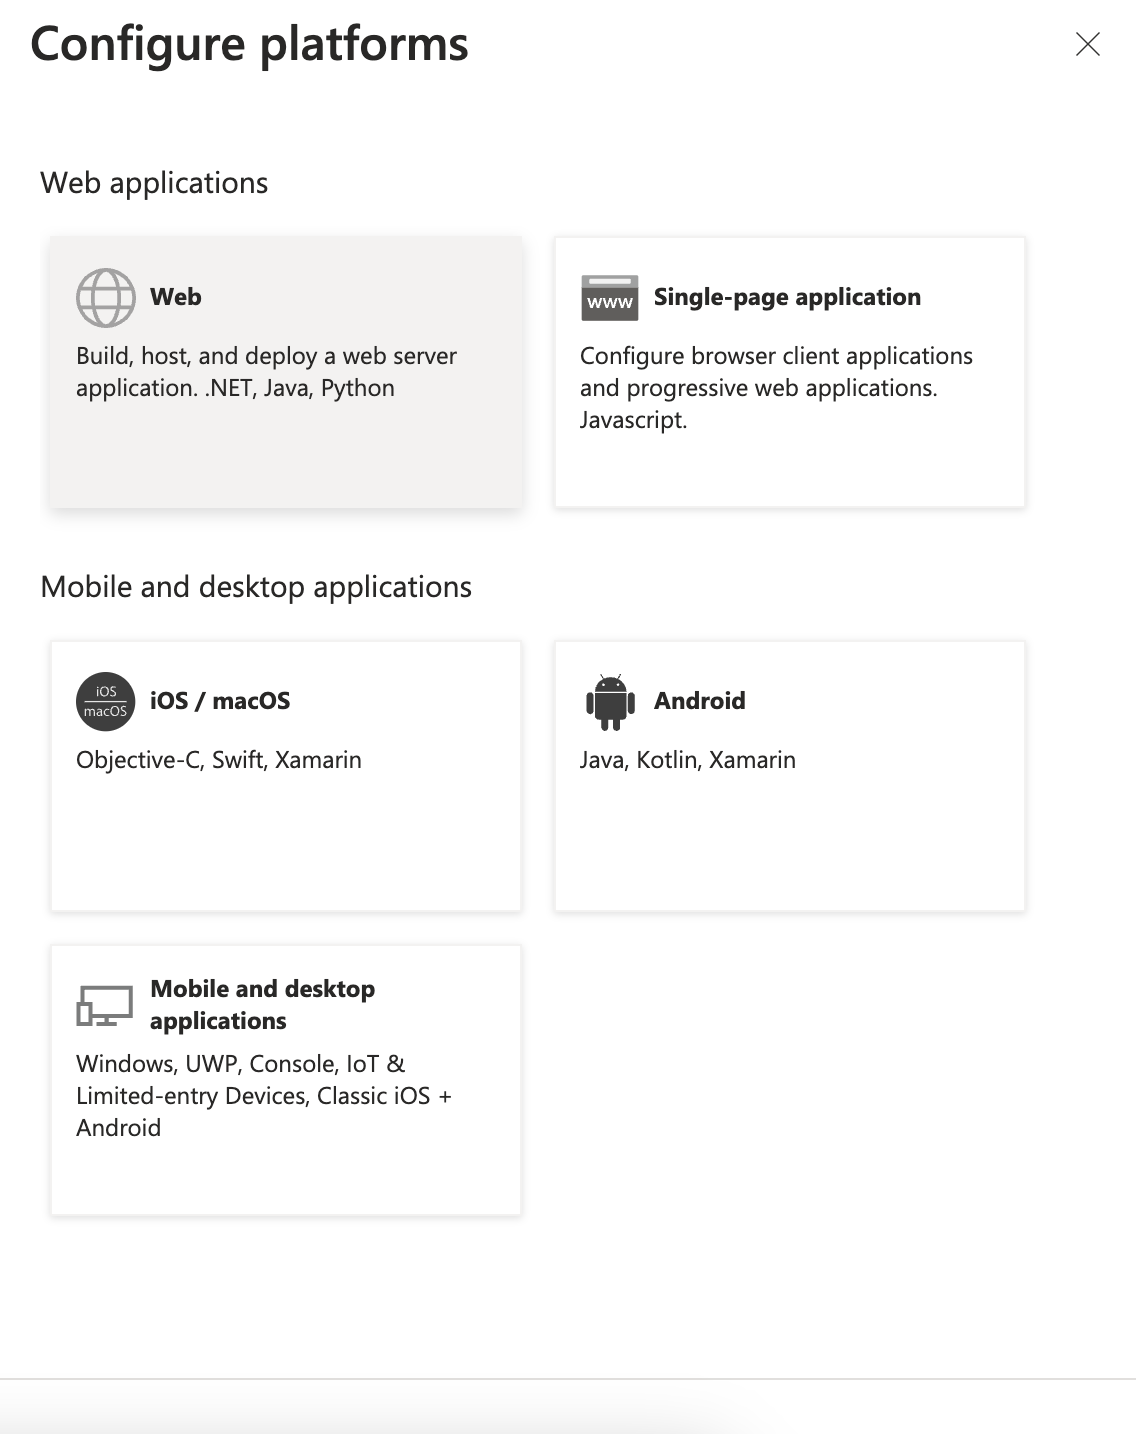 Configure platforms
Web applications
Web
Build, host, and deploy a web server
application. .NET, Java, Python
www
Single-page application
Configure browser client applications
and progressive web applications.
Javascript.
Mobile and desktop applications
iOS
macOS
iOS / macOS
Objective-C, Swift, Xamarin
Android
Java, Kotlin, Xamarin
Mobile and desktop
applications
Windows, UWP, Console, IoT &
Limited-entry Devices, Classic iOS +
Android